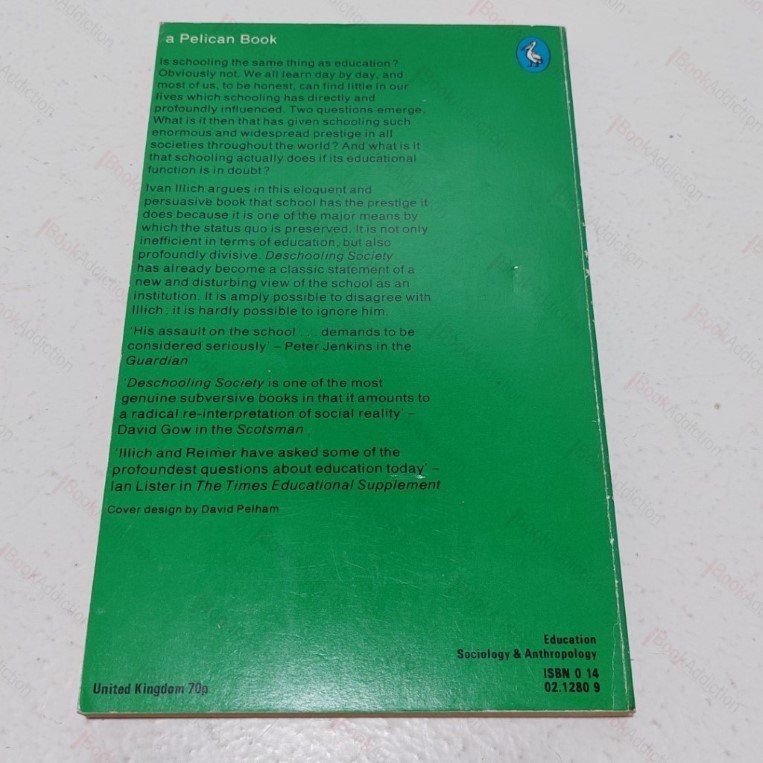 a Pelican Book
Is schooling the same thing as education?
Obviously not. We all learn day by day, and
most of us, to be honest, can find little in our
lives which schooling has directly and
profoundly influenced. Two questions emerge.
What is it then that has given schooling such
enormous and widespread prestige in all
societies throughout the world? And what is it
that schooling actually does if its educational
function is in doubt?
Ivan Illich argues in this eloquent and
persuasive book that school has the prestige it
does because it is one of the major means by
which the status quo is preserved. It is not only
inefficient in terms of education, but also
profoundly divisive. Deschooling Society
has already become a classic statement of a
new and disturbing view of the school as an
institution. It is amply possible to disagree with
Illich; it is hardly possible to ignore him.
'His assault on the school ... demands to be
considered seriously' – Peter Jenkins in the
Guardian
'Deschooling Society is one of the most
genuine subversive books in that it amounts to
a radical re-interpretation of social reality' –
David Gow in the Scotsman
'Illich and Reimer have asked some of the
profoundest questions about education today' –
Ian Lister in The Times Educational Supplement
Cover design by David Pelham
Education
Sociology & Anthropology
ISBN 0 14
02.1280 9
United Kingdom 70p
BookAddiction